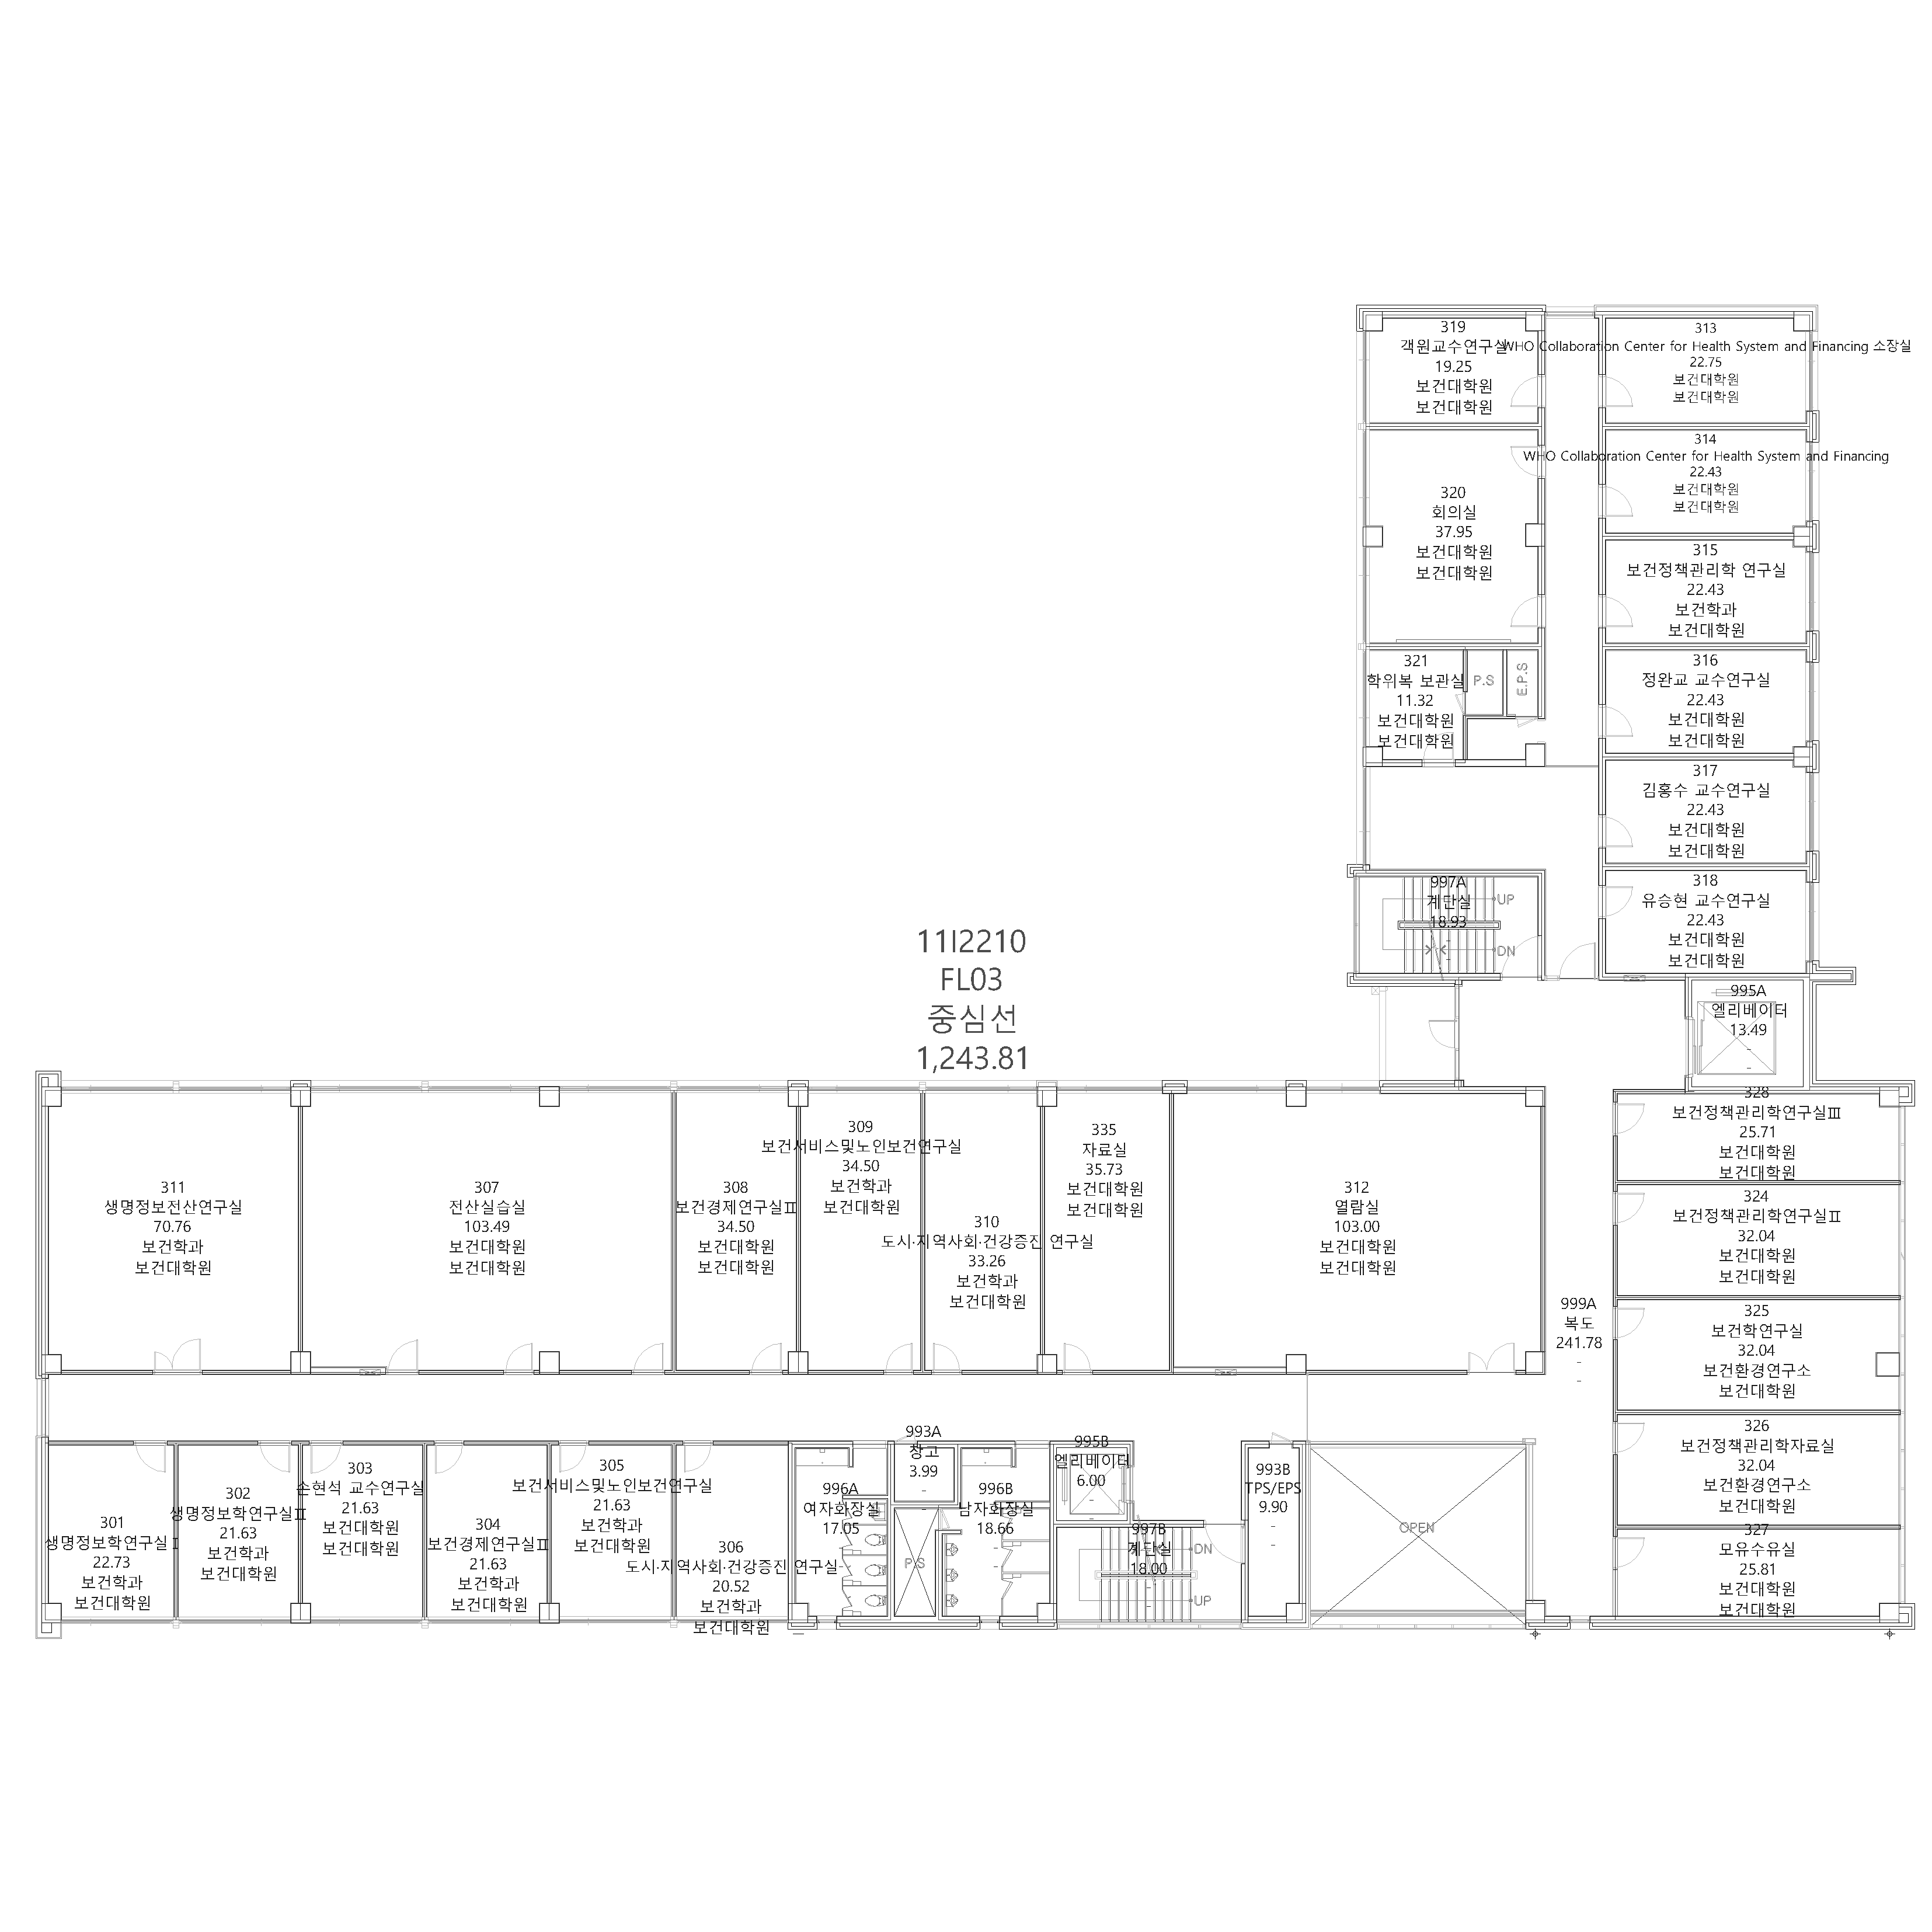 319
객원교수연구실
19.25
보건대학원
보건대학원
313
WHO Collaboration Center for Health System and Financing 소장실
22.75
보건대학원
보건대학원
314
WHO Collaboration Center for Health System and Financing
22.43
보건대학원
보건대학원
320
회의실
37.95
보건대학원
보건대학원
315
보건정책관리학 연구실
22.43
보건학과
보건대학원
321
학위복 보관실
11.32
보건대학원
보건대학원
P.S
E.P.S
316
정완교 교수연구실
22.43
보건대학원
보건대학원
317
김홍수 교수연구실
22.43
보건대학원
보건대학원
997A
계단실
18.93
-
UP
DN
318
유승현 교수연구실
22.43
보건대학원
보건대학원
11I2210
FL03
중심선
1,243.81
995A
엘리베이터
13.49
-
-
328
보건정책관리학연구실Ⅲ
25.71
보건대학원
보건대학원
311
생명정보전산연구실
70.76
보건학과
보건대학원
307
전산실습실
103.49
보건대학원
보건대학원
308
보건경제연구실Ⅱ
34.50
보건대학원
보건대학원
309
보건서비스및노인보건연구실
34.50
보건학과
보건대학원
310
도시·지역사회·건강증진 연구실
33.26
보건학과
보건대학원
335
자료실
35.73
보건대학원
보건대학원
312
열람실
103.00
보건대학원
보건대학원
324
보건정책관리학연구실Ⅱ
32.04
보건대학원
보건대학원
999A
복도
241.78
-
-
325
보건학연구실
32.04
보건환경연구소
보건대학원
326
보건정책관리학자료실
32.04
보건환경연구소
보건대학원
327
모유수유실
25.81
보건대학원
보건대학원
301
생명정보학연구실Ⅰ
22.73
보건학과
보건대학원
302
생명정보학연구실Ⅱ
21.63
보건학과
보건대학원
303
손현석 교수연구실
21.63
보건대학원
보건대학원
304
보건경제연구실Ⅱ
21.63
보건학과
보건대학원
305
보건서비스및노인보건연구실
21.63
보건학과
보건대학원
306
도시·지역사회·건강증진 연구실
20.52
보건학과
보건대학원
996A
여자화장실
17.05
-
-
993A
창고
3.99
-
-
P.S
996B
남자화장실
18.66
-
-
995B
엘리베이터
6.00
-
-
997B
계단실
18.00
-
DN
UP
993B
TPS/EPS
9.90
-
-
OPEN